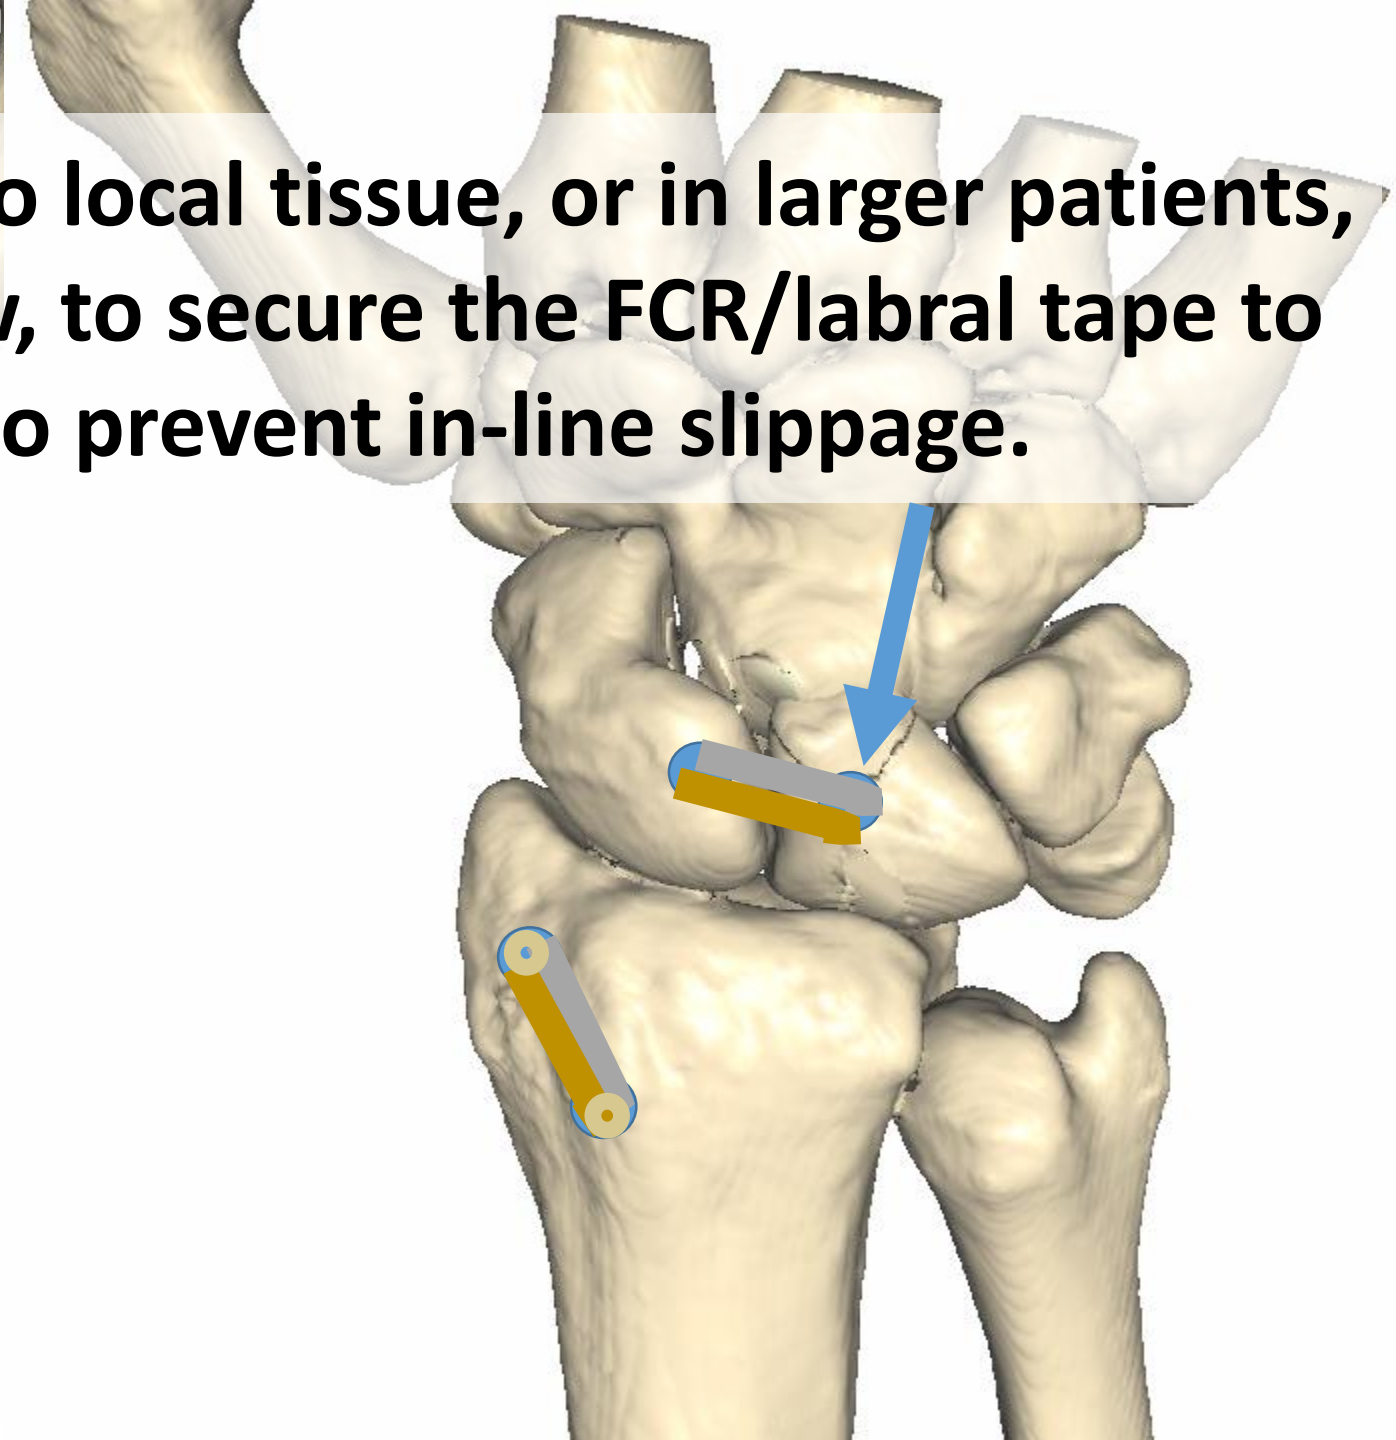 o local tissue, or in larger patients,
, to secure the FCR/labral tape to
o prevent in-line slippage.